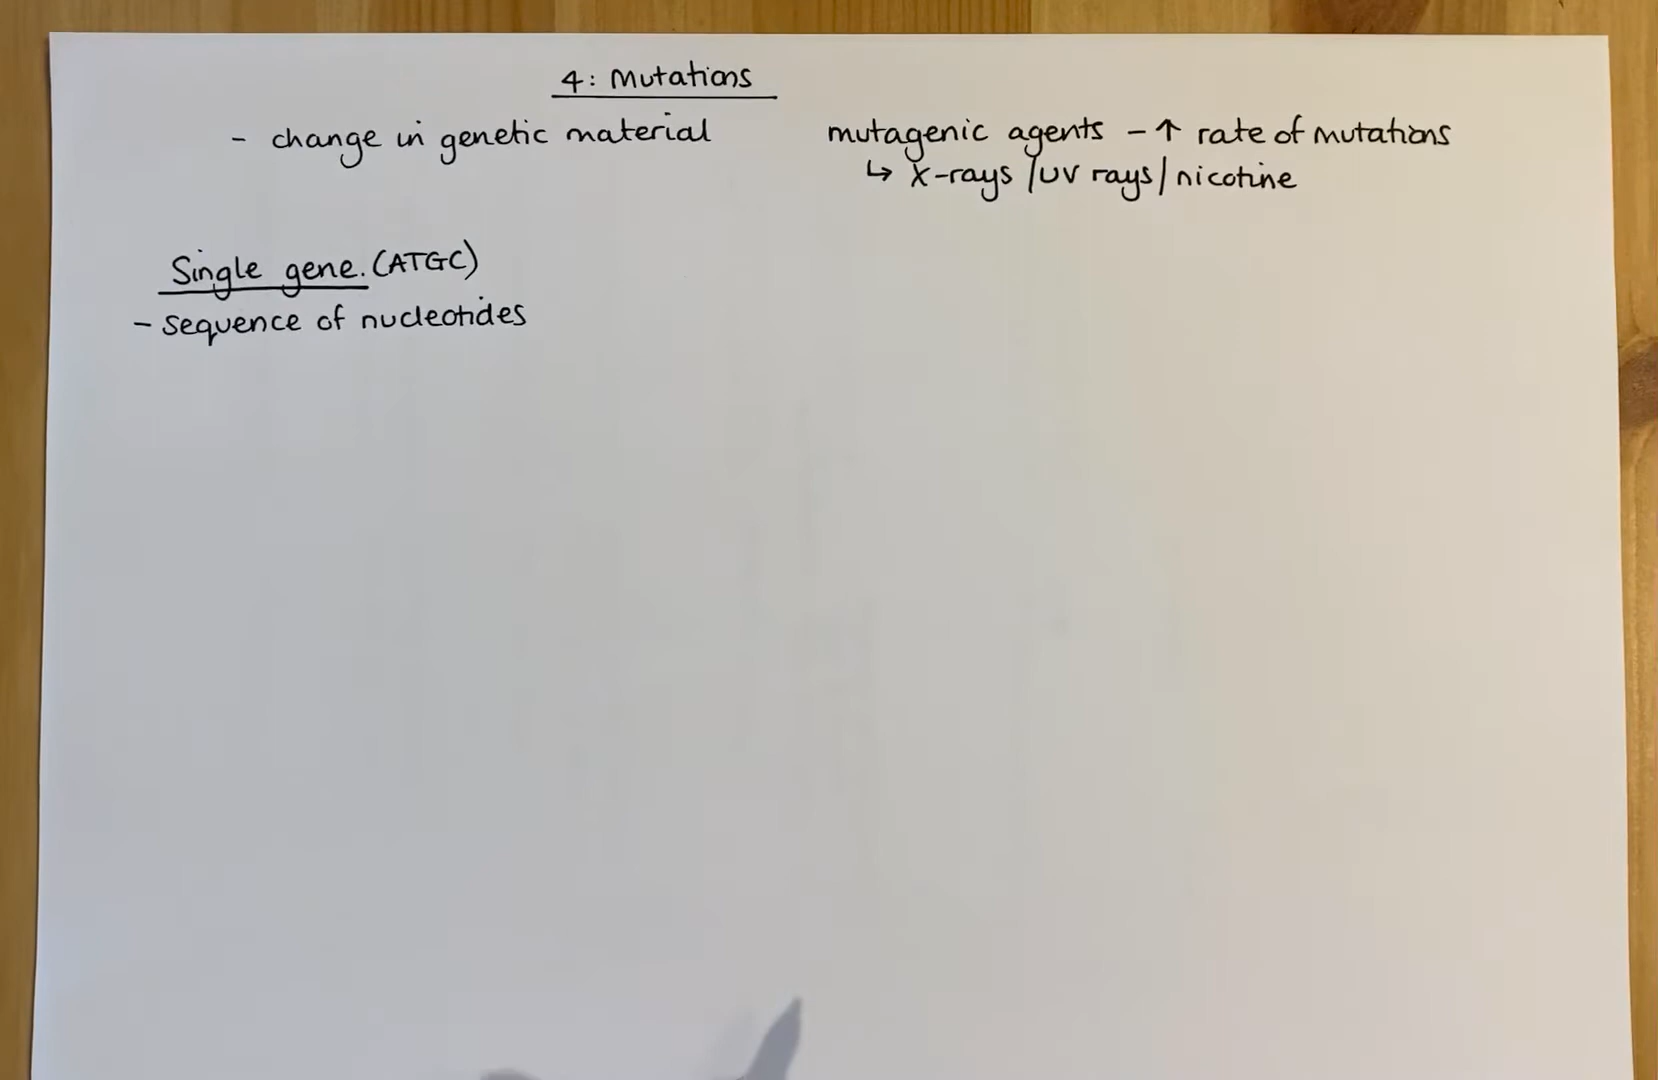 4: Mutations
- change in genetic material
mutagenic agents - ↑ rate of mutations
↳ X-rays / UV rays / nicotine
Single gene. (ATGC)
- sequence of nucleotides